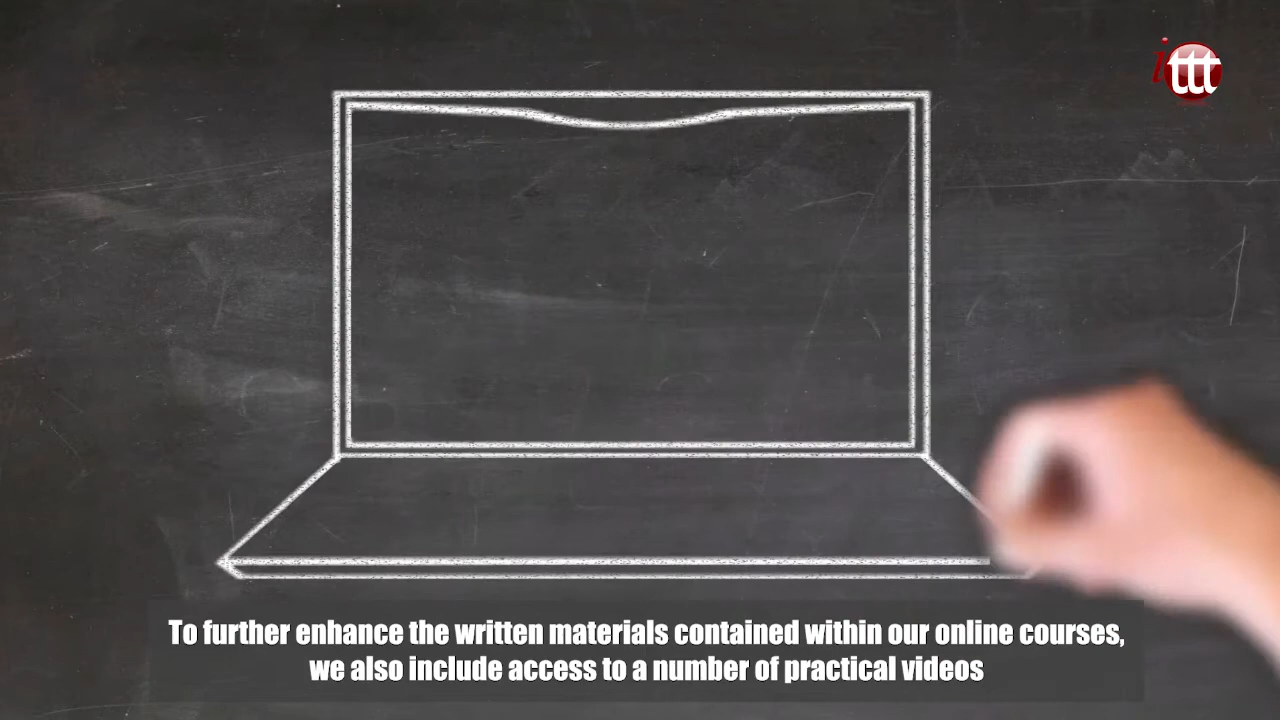 ittt
To further enhance the written materials contained within our online courses,
we also include access to a number of practical videos